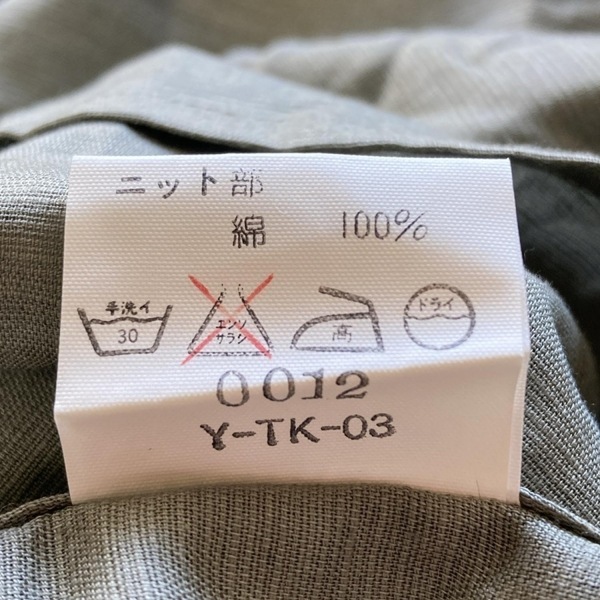 ニット部
綿 100%
手洗イ
30
エンソ
サラシ
高
ドライ
0012
Y-TK-03